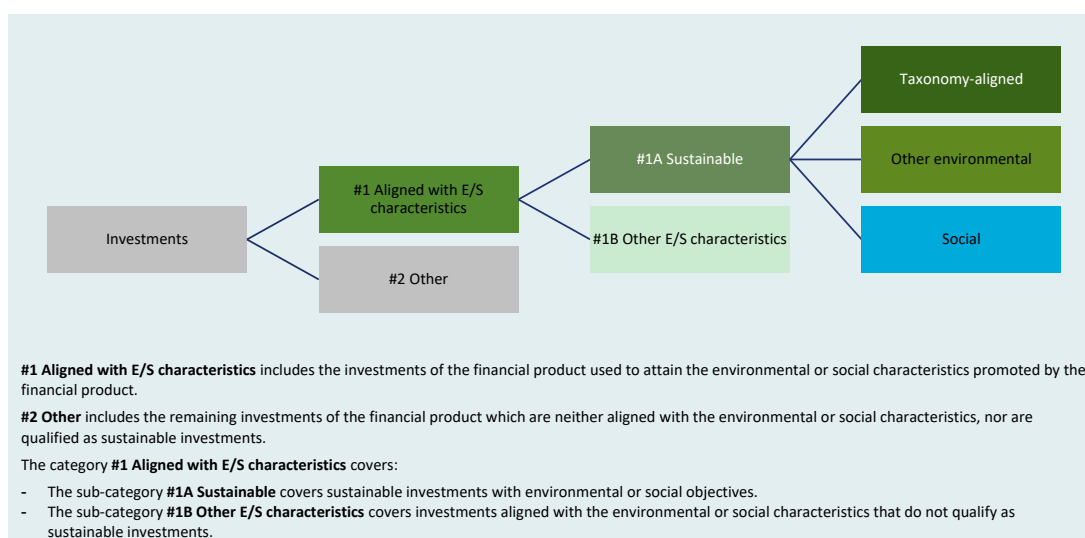 Taxonomy-aligned
#1A Sustainable
Other environmental
#1 Aligned with E/S
characteristics
Investments
#1B Other E/S characteristics
Social
#2 Other
#1 Aligned with E/S characteristics includes the investments of the financial product used to attain the environmental or social characteristics promoted by the
financial product.
#2 Other includes the remaining investments of the financial product which are neither aligned with the environmental or social characteristics, nor are
qualified as sustainable investments.
The category #1 Aligned with E/S characteristics covers:
- The sub-category #1A Sustainable covers sustainable investments with environmental or social objectives.
- The sub-category #1B Other E/S characteristics covers investments aligned with the environmental or social characteristics that do not qualify as
sustainable investments.